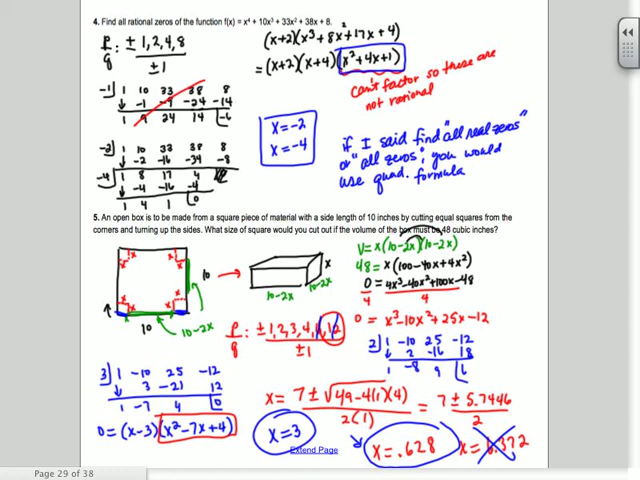 4. Find all rational zeros of the function f(x) = x⁴ + 10x³ + 33x² + 38x + 8.
p/q : ± 1, 2, 4, 8 / ±1
(x+2)(x³+8x²+17x+4)
=(x+2)(x+4)(x²+4x+1)
Can't factor so these are
not rational
-1) 1 10 33 38 8
-1 -9 -24 -14
1 9 24 14 -6
-2) 1 10 33 38 8
-2 -16 -34 -8
-4) 1 8 17 4
-4 -16 -4
1 4 1 0
x=-2
x=-4
if I said find "all real zeros"
or "all zeros", you would
use quad. formula
5. An open box is to be made from a square piece of material with a side length of 10 inches by cutting equal squares from the
corners and turning up the sides. What size of square would you cut out if the volume of the box must be 48 cubic inches?
x x
x x
x x
x x
10
10
10-2x
x
10-2x
10-2x
V=x(10-2x)(10-2x)
48=x(100-40x+4x²)
0 = 4x³-40x²+100x-48
4 4
0 = x³-10x²+25x-12
p/q : ± 1, 2, 3, 4, 6, 12 / ±1
2) 1 -10 25 -12
2 -16 18
1 -8 9 6
3) 1 -10 25 -12
3 -21 12
1 -7 4 0
0=(x-3)(x²-7x+4)
x = 7 ± √49-4(1)(4) / 2(1) = 7 ± 5.7446 / 2
x=3
x=.628
x=6.372
Extend Page
Page 29 of 38